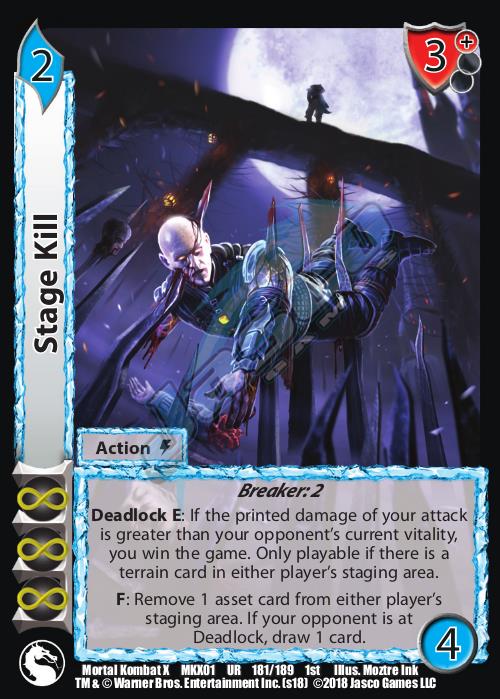 2
3
+
Stage Kill
Action
Breaker: 2
Deadlock E: If the printed damage of your attack
is greater than your opponent's current vitality,
you win the game. Only playable if there is a
terrain card in either player's staging area.
F: Remove 1 asset card from either player's
staging area. If your opponent is at
Deadlock, draw 1 card.
4
Mortal Kombat X MKX01 UR 181/189 1st Illus. Moztre Ink
TM & © Warner Bros. Entertainment Inc. (s18) ©2018 Jasco Games LLC